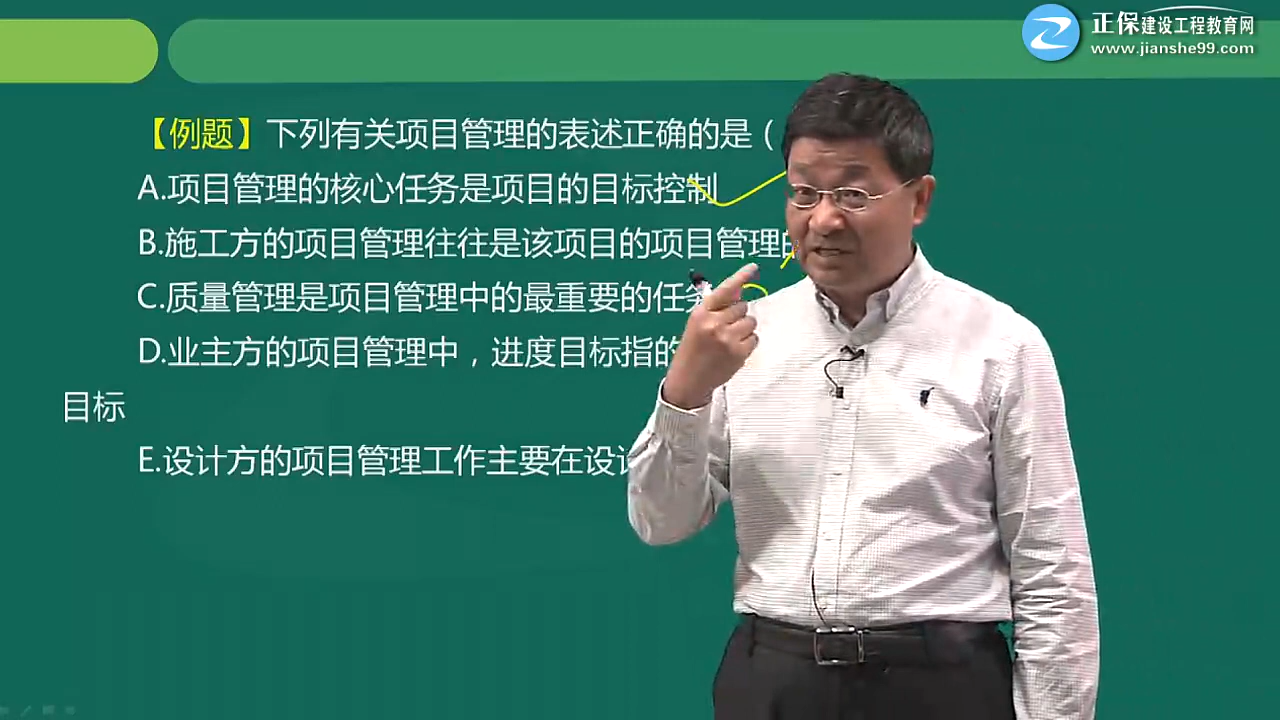 正保建设工程教育网
www.jianshe99.com
【例题】下列有关项目管理的表述正确的是（
A.项目管理的核心任务是项目的目标控制
B.施工方的项目管理往往是该项目的项目管理的
C.质量管理是项目管理中的最重要的任务
D.业主方的项目管理中，进度目标指的
目标
E.设计方的项目管理工作主要在设计